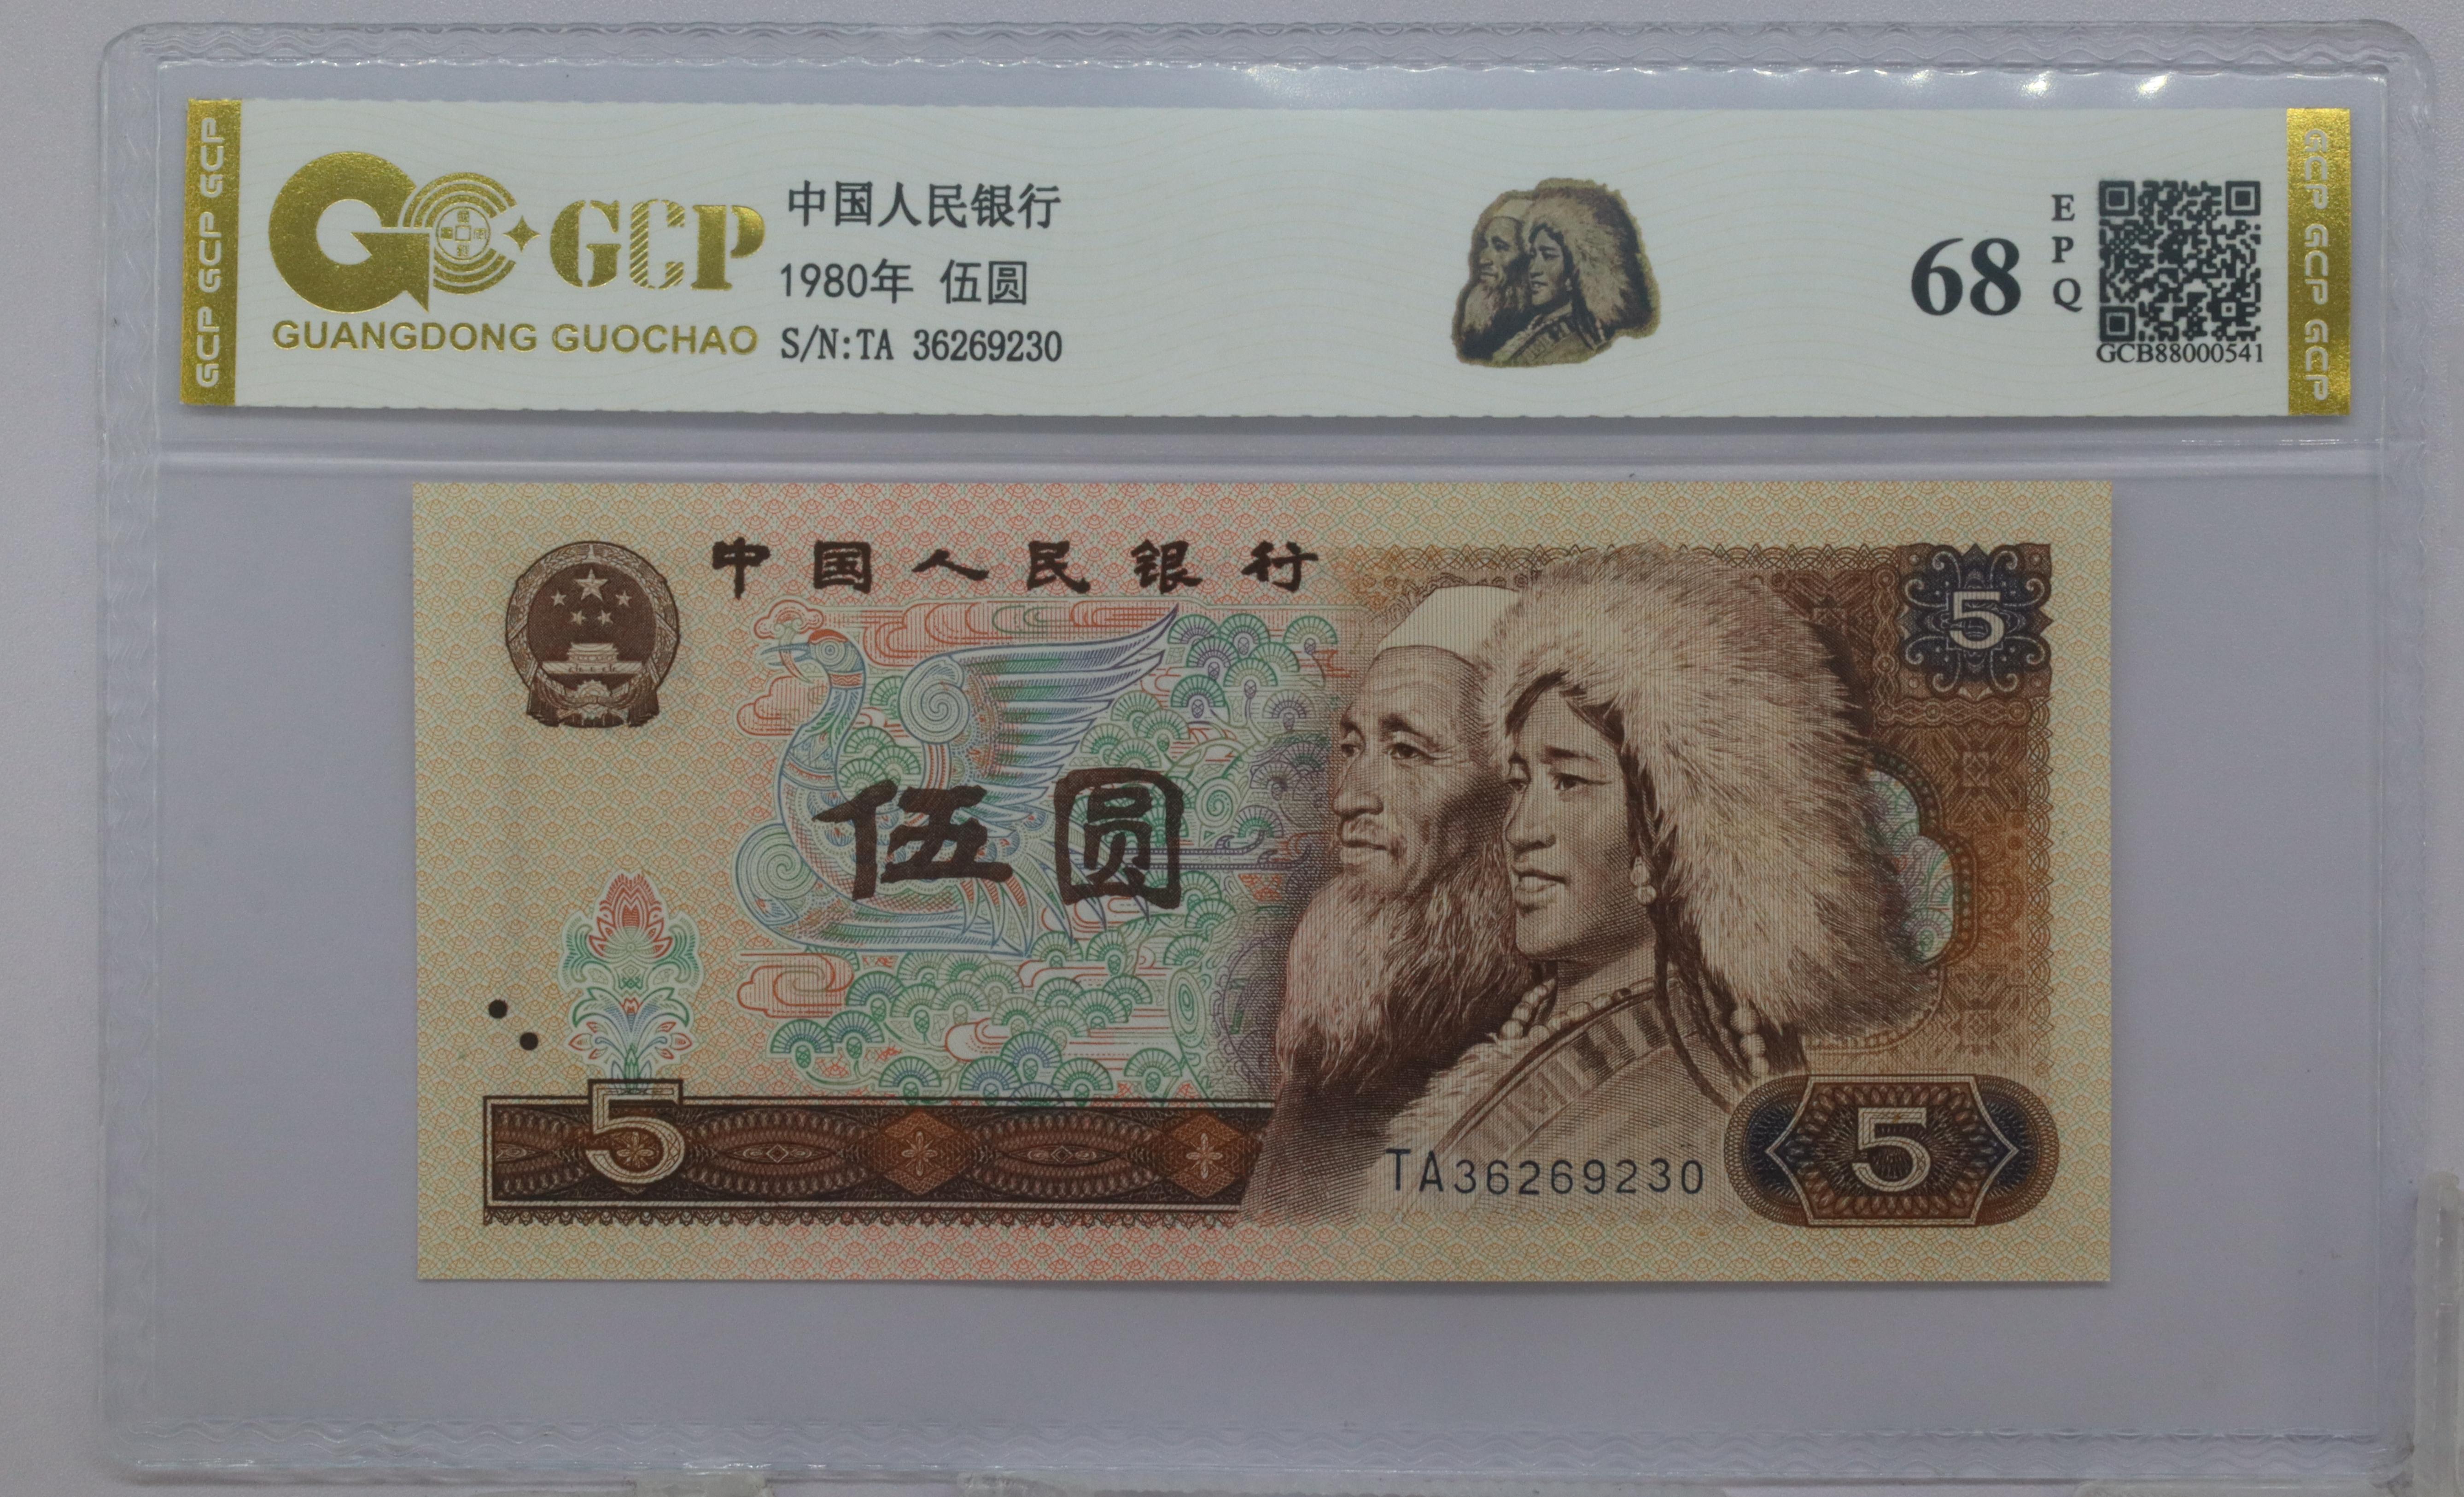 GCP GCP GCP
GCP
GUANGDONG GUOCHAO
中国人民银行
1980年 伍圆
S/N:TA 36269230
68
E
P
Q
GCB88000541
GCP GCP GCP
中国人民银行
5
伍圆
5
TA36269230
5